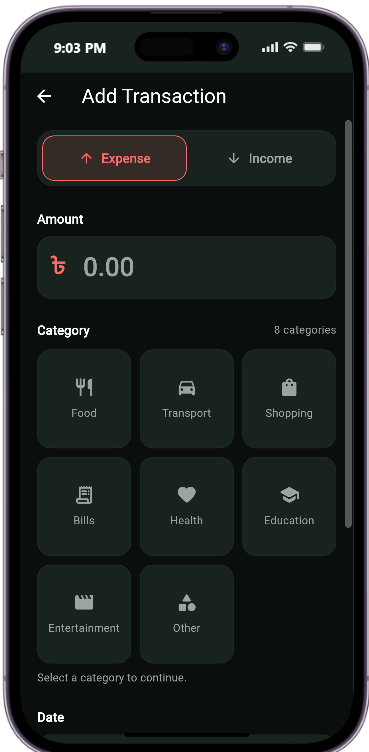 9:03 PM
Add Transaction
Expense
Income
Amount
৳ 0.00
Category
8 categories
Food
Transport
Shopping
Bills
Health
Education
Entertainment
Other
Select a category to continue.
Date